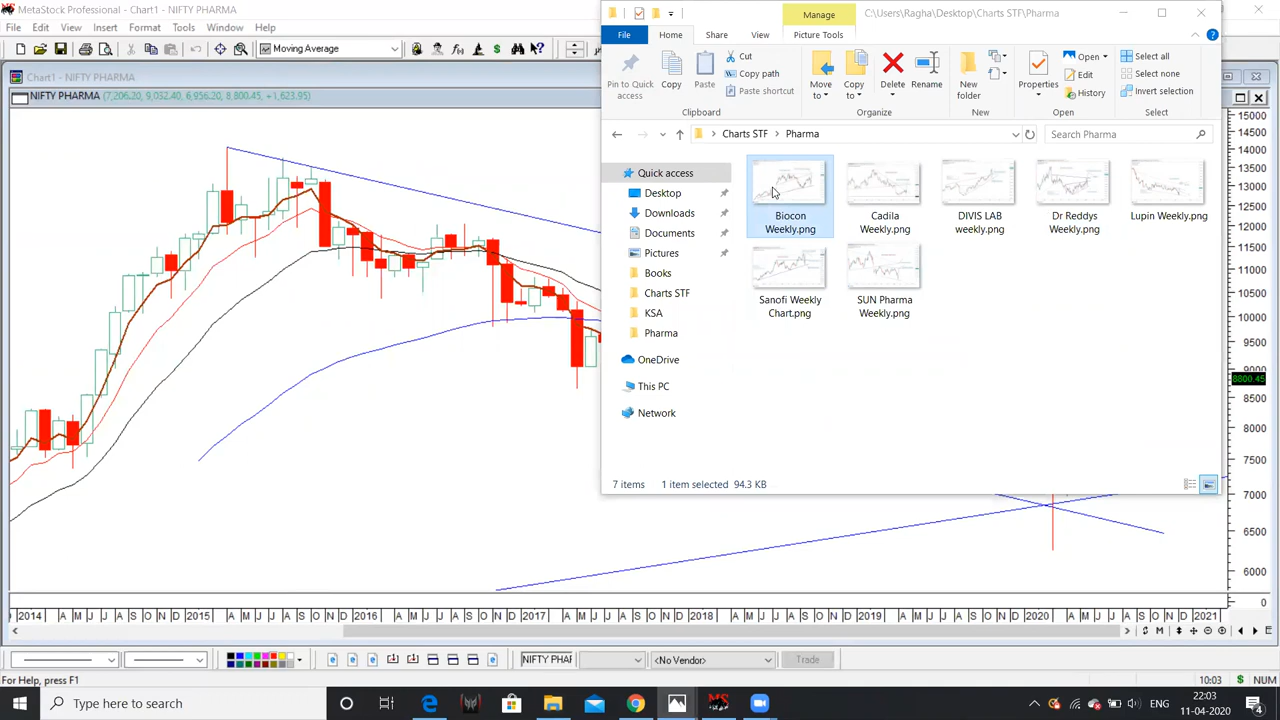 MetaStock Professional - Chart1 - NIFTY PHARMA
File Edit View Insert Format Tools Window Help
Moving Average
Chart1 - NIFTY PHARMA
NIFTY PHARMA (7,206.20, 9,032.40, 6,956.20, 8,800.45, +1,623.95)
Manage
C:\Users\Ragha\Desktop\Charts STF\Pharma
File Home Share View Picture Tools
Pin to Quick access
Copy
Paste
Cut
Copy path
Paste shortcut
Clipboard
Move to
Copy to
Delete
Rename
Organize
New folder
New
Properties
Open
Edit
History
Open
Select all
Select none
Invert selection
Select
Charts STF Pharma
Search Pharma
Quick access
Desktop
Downloads
Documents
Pictures
Books
Charts STF
KSA
Pharma
OneDrive
This PC
Network
Biocon Weekly.png
Cadila Weekly.png
DIVIS LAB weekly.png
Dr Reddys Weekly.png
Lupin Weekly.png
Sanofi Weekly Chart.png
SUN Pharma Weekly.png
7 items 1 item selected 94.3 KB
15000
14000
13000
12000
11500
11000
10500
10000
9500
9000
8800.45
8500
8000
7500
7000
6500
6000
0
2014 A M J J A S O N D 2015 A M J J A S O N D 2016 A M J J A S O N D 2017 A M J J A S O N D 2018 A M J J A S O N D 2019 A M J J A S O N D 2020 A M J J A S O N D 2021
NIFTY PHAR
<No Vendor>
Trade
For Help, press F1
10:03
NUM
Type here to search
ENG
22:03
11-04-2020
4